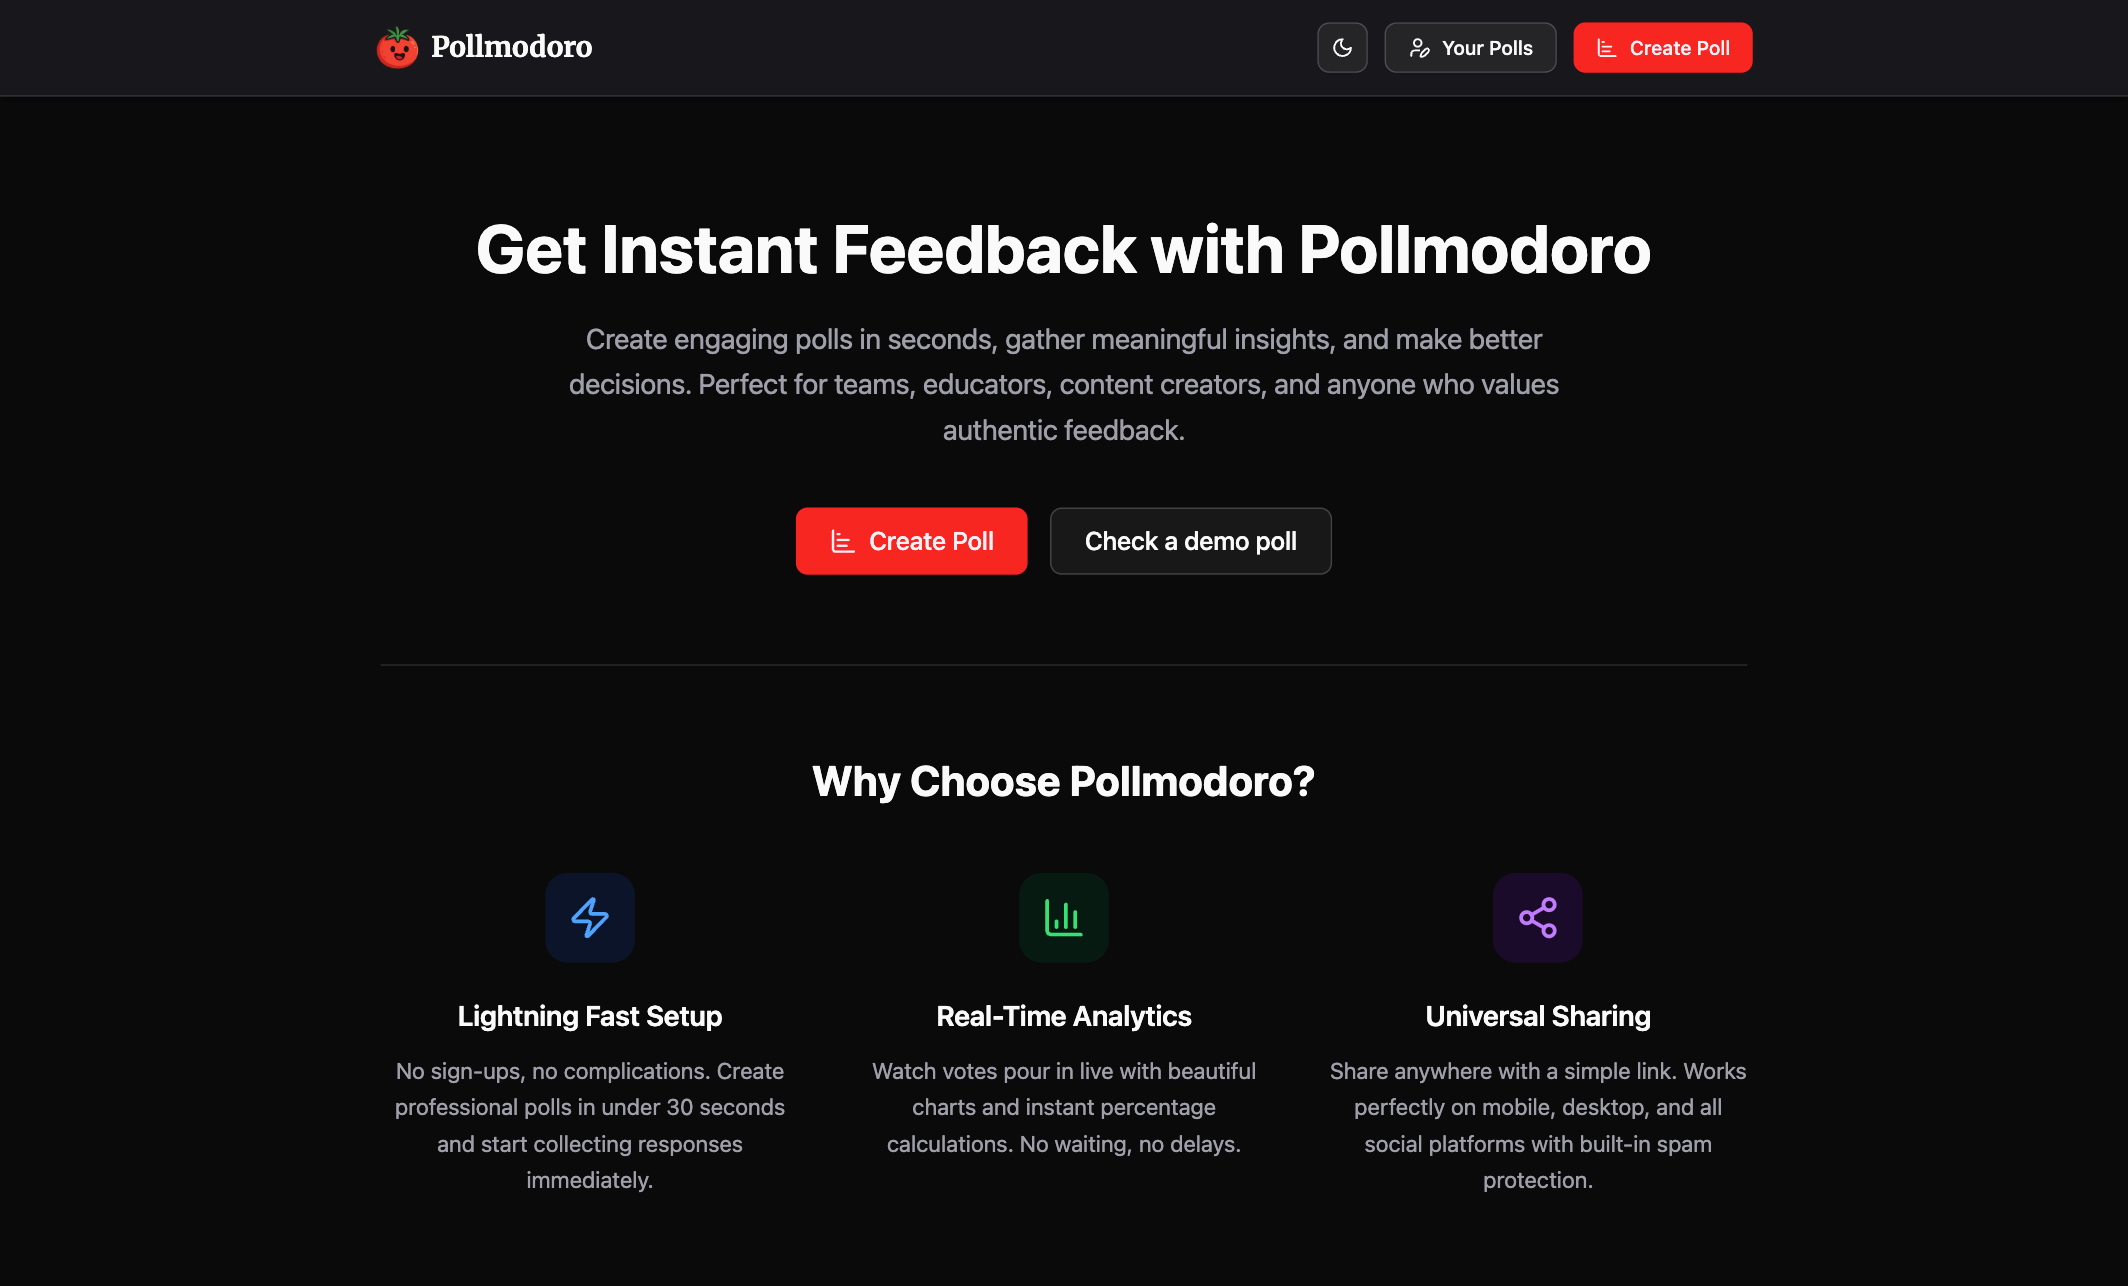 Pollmodoro
Your Polls
Create Poll
Get Instant Feedback with Pollmodoro
Create engaging polls in seconds, gather meaningful insights, and make better
decisions. Perfect for teams, educators, content creators, and anyone who values
authentic feedback.
Create Poll
Check a demo poll
Why Choose Pollmodoro?
Lightning Fast Setup
No sign-ups, no complications. Create
professional polls in under 30 seconds
and start collecting responses
immediately.
Real-Time Analytics
Watch votes pour in live with beautiful
charts and instant percentage
calculations. No waiting, no delays.
Universal Sharing
Share anywhere with a simple link. Works
perfectly on mobile, desktop, and all
social platforms with built-in spam
protection.